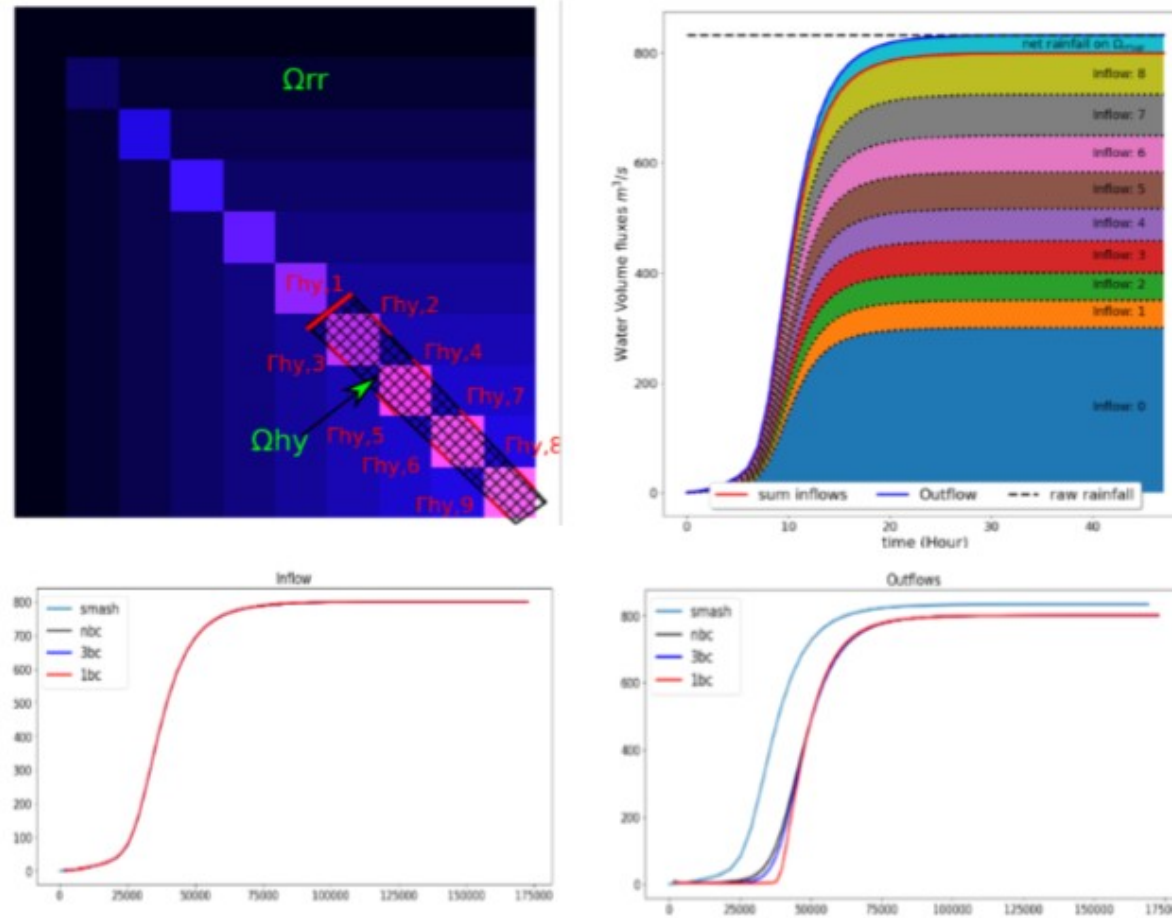 Ωrr
Γhy,1
Γhy,2
Γhy,3
Γhy,4
Γhy,7
Ωhy
Γhy,5
Γhy,8
Γhy,6
Γhy,9
Water Volume fluxes m³/s
800
600
400
200
0
net rainfall on
Inflow: 8
Inflow: 7
Inflow: 6
Inflow: 5
Inflow: 4
Inflow: 3
Inflow: 2
Inflow: 1
Inflow: 0
sum inflows Outflow raw rainfall
0 10 20 30 40
time (Hour)
Inflow
800
700
600
500
400
300
200
100
0
smash
nbc
3bc
1bc
0 25000 50000 75000 100000 125000 150000 175000
Outflows
800
600
400
200
0
smash
nbc
3bc
1bc
0 25000 50000 75000 100000 125000 150000